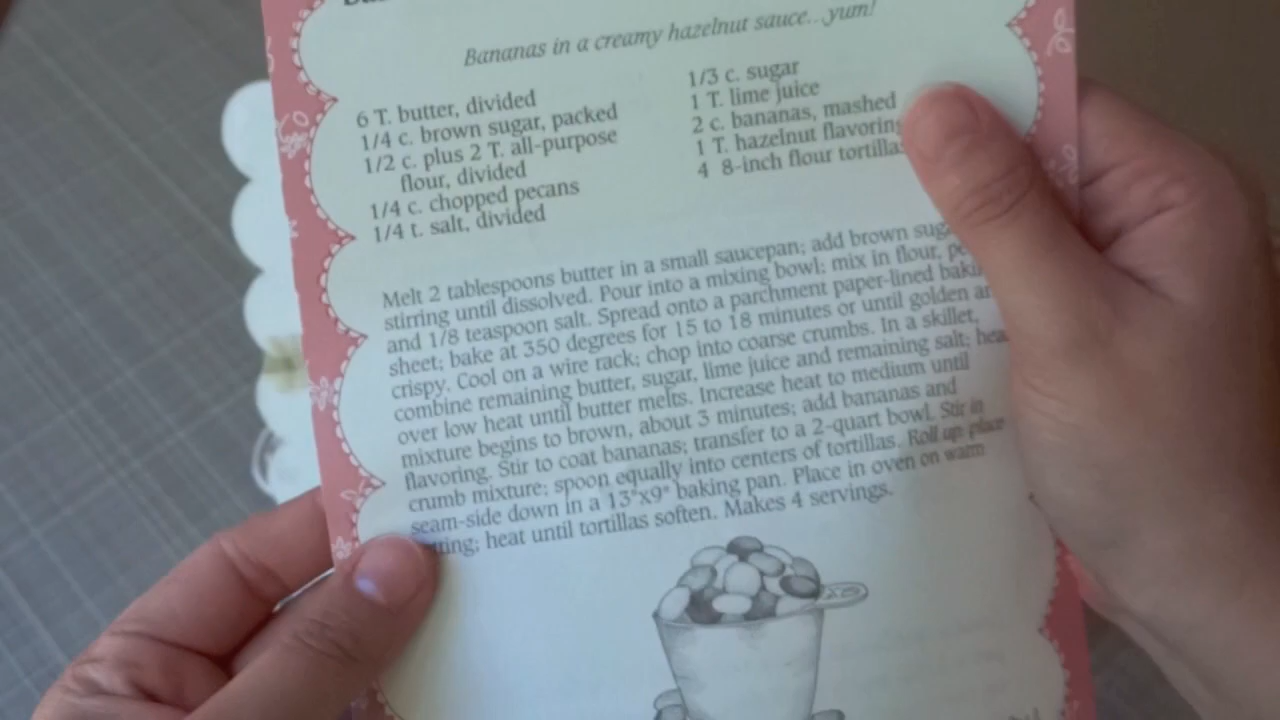 Bananas in a creamy hazelnut sauce...yum!
6 T. butter, divided
1/4 c. brown sugar, packed
1/2 c. plus 2 T. all-purpose
flour, divided
1/4 c. chopped pecans
1/4 t. salt, divided
1/3 c. sugar
1 T. lime juice
2 c. bananas, mashed
1 T. hazelnut flavoring
4 8-inch flour tortillas
Melt 2 tablespoons butter in a small saucepan; add brown
stirring until dissolved. Pour into a mixing bowl; mix in flour,
and 1/8 teaspoon salt. Spread onto a parchment paper-lined
sheet; bake at 350 degrees for 15 to 18 minutes or until golden
crispy. Cool on a wire rack; chop into coarse crumbs. In a skillet,
combine remaining butter, sugar, lime juice and remaining salt;
over low heat until butter melts. Increase heat to medium until
mixture begins to brown, about 3 minutes; add bananas and
flavoring. Stir to coat bananas; transfer to a 2-quart bowl. Stir in
crumb mixture; spoon equally into centers of tortillas. Roll up; place
seam-side down in a 13"x9" baking pan. Place in oven on warm
heat until tortillas soften. Makes 4 servings.